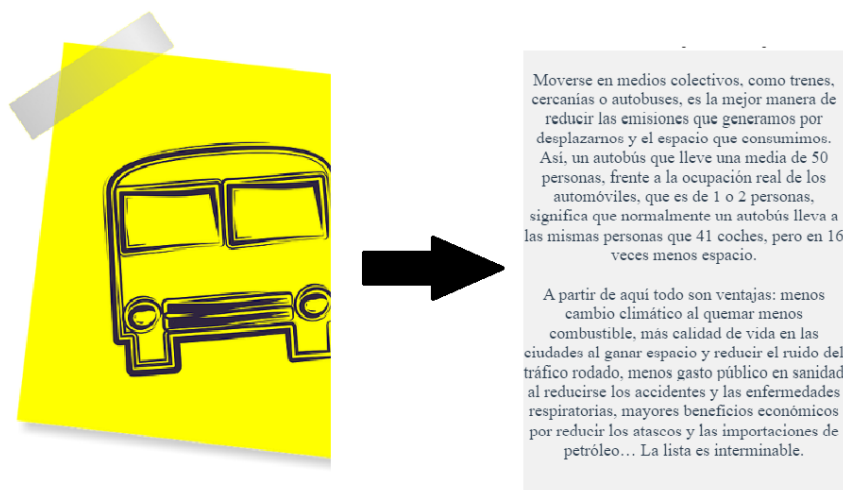 Moverse en medios colectivos, como trenes,
cercanías o autobuses, es la mejor manera de
reducir las emisiones que generamos por
desplazarnos y el espacio que consumimos.
Así, un autobús que lleve una media de 50
personas, frente a la ocupación real de los
automóviles, que es de 1 o 2 personas,
significa que normalmente un autobús lleva a
las mismas personas que 41 coches, pero en 16
veces menos espacio.
A partir de aquí todo son ventajas: menos
cambio climático al quemar menos
combustible, más calidad de vida en las
ciudades al ganar espacio y reducir el ruido del
tráfico rodado, menos gasto público en sanidad
al reducirse los accidentes y las enfermedades
respiratorias, mayores beneficios económicos
por reducir los atascos y las importaciones de
petróleo… La lista es interminable.